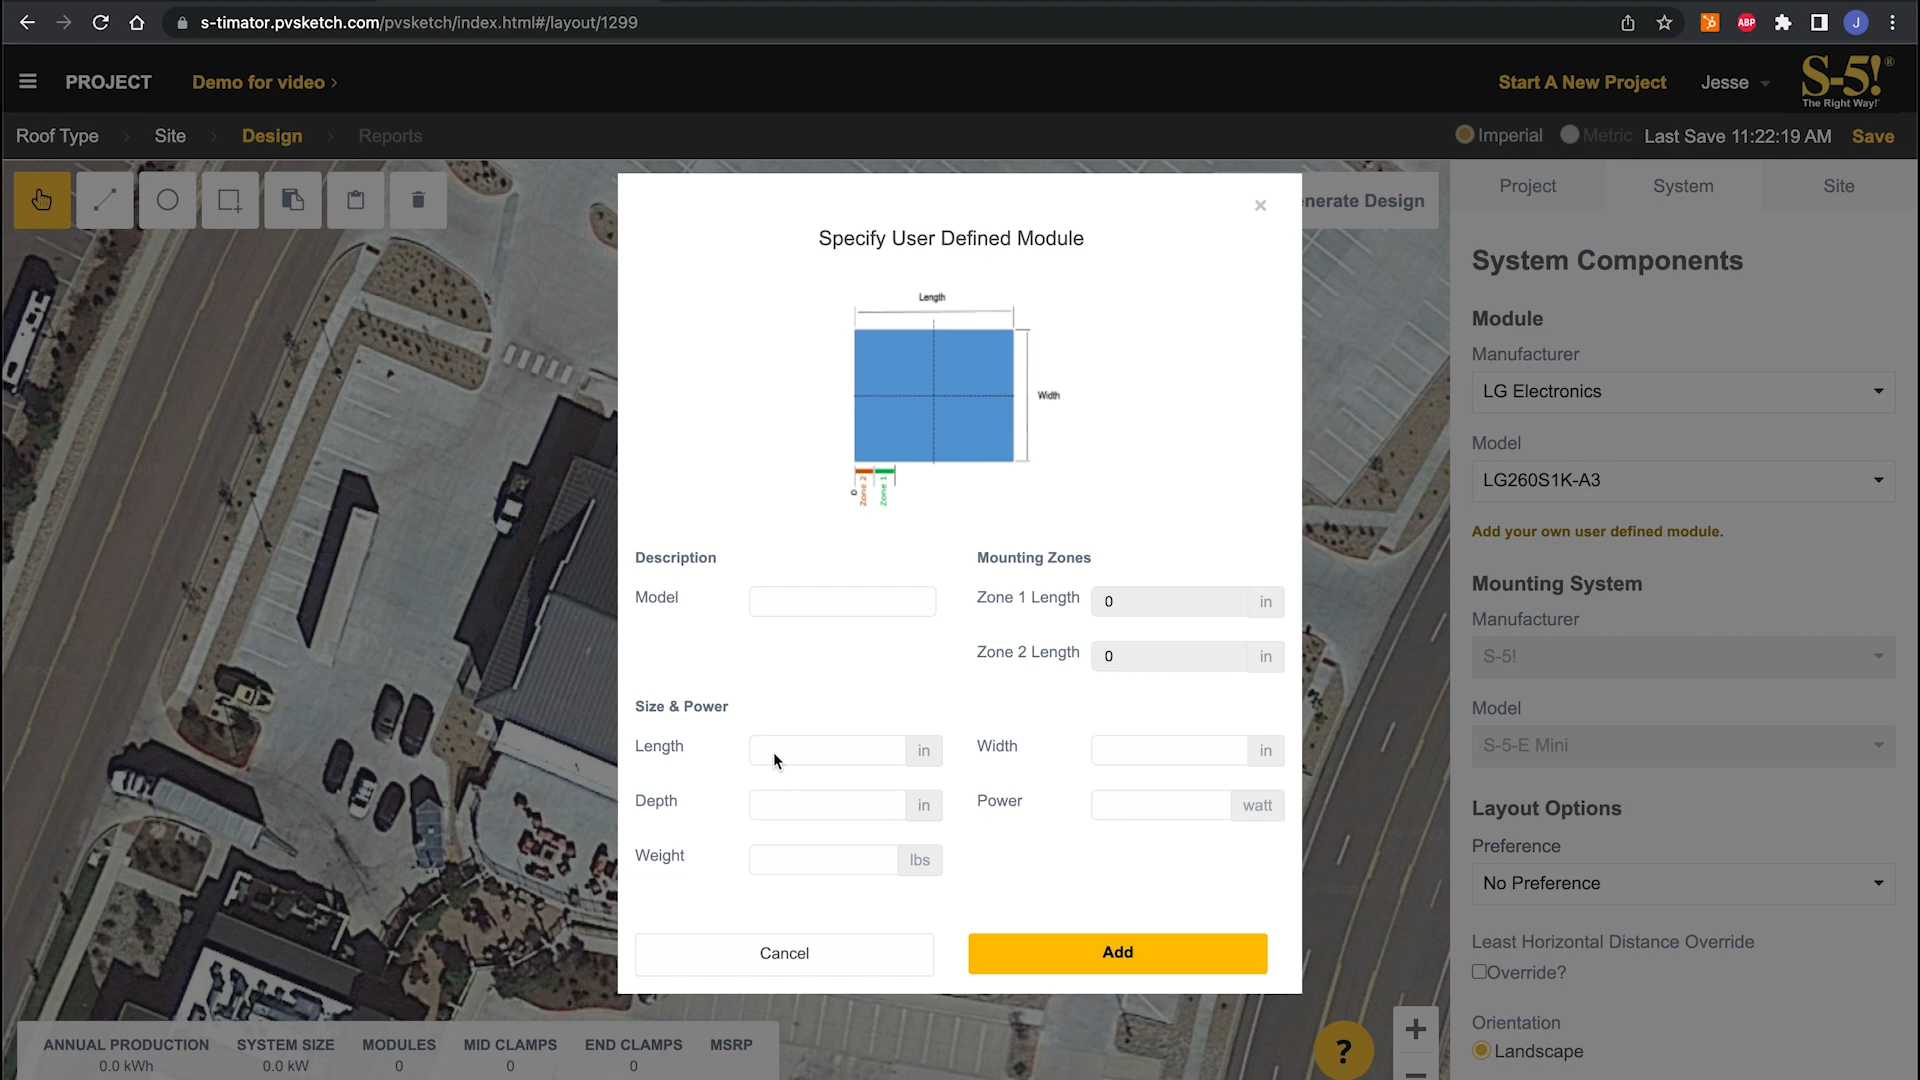 s-timator.pvsketch.com/pvsketch/index.html#/layout/1299
ABP
J
PROJECT
Demo for video ›
Start A New Project
Jesse
S-5!®
The Right Way!
Roof Type › Site › Design › Reports
Imperial Metric Last Save 11:22:19 AM Save
nerate Design
Project System Site
×
Specify User Defined Module
Length
Width
0
Zone 2
Zone 1
Description
Model
Mounting Zones
Zone 1 Length 0 in
Zone 2 Length 0 in
Size & Power
Length in
Width in
Depth in
Power watt
Weight lbs
Cancel
Add
System Components
Module
Manufacturer
LG Electronics
Model
LG260S1K-A3
Add your own user defined module.
Mounting System
Manufacturer
S-5!
Model
S-5-E Mini
Layout Options
Preference
No Preference
Least Horizontal Distance Override
Override?
Orientation
Landscape
ANNUAL PRODUCTION SYSTEM SIZE MODULES MID CLAMPS END CLAMPS MSRP
0.0 kWh 0.0 kW 0 0 0
?
+
−